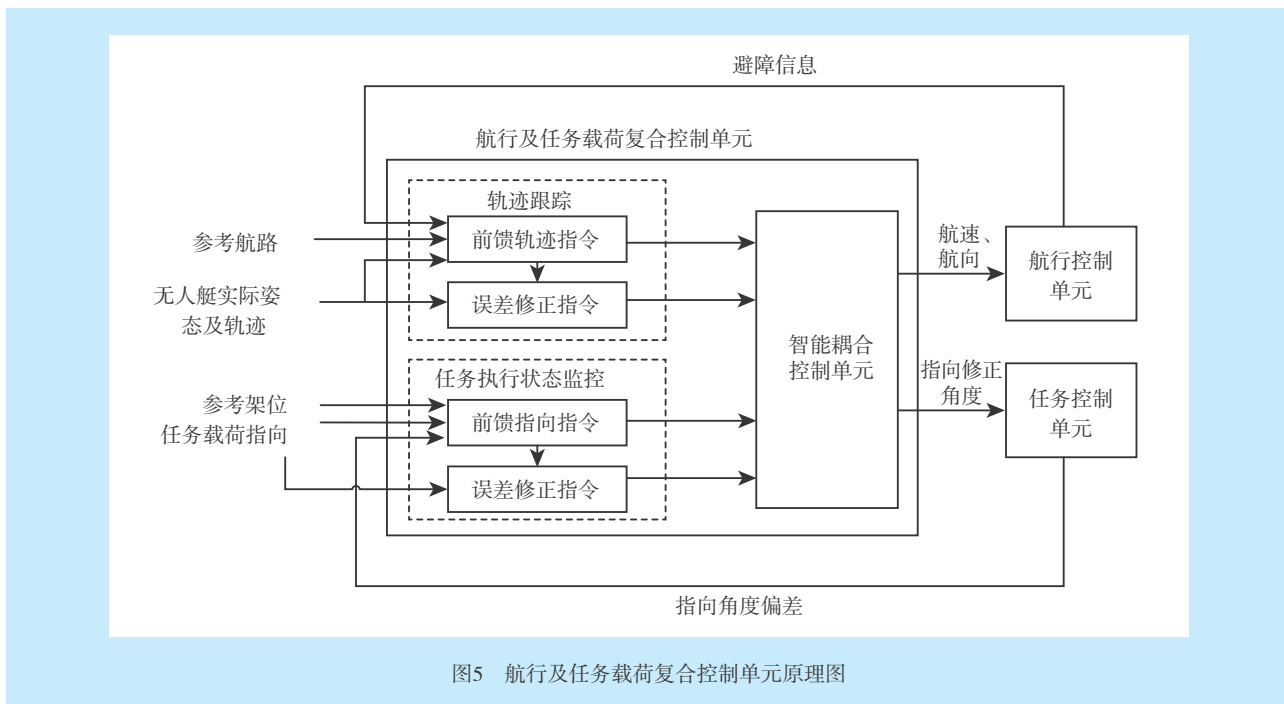 避障信息
航行及任务载荷复合控制单元
轨迹跟踪
前馈轨迹指令
误差修正指令
参考航路
无人艇实际姿
态及轨迹
任务执行状态监控
前馈指向指令
误差修正指令
参考架位
任务载荷指向
智能耦合
控制单元
航速、
航向
航行控制
单元
指向修正
角度
任务控制
单元
指向角度偏差
图5 航行及任务载荷复合控制单元原理图